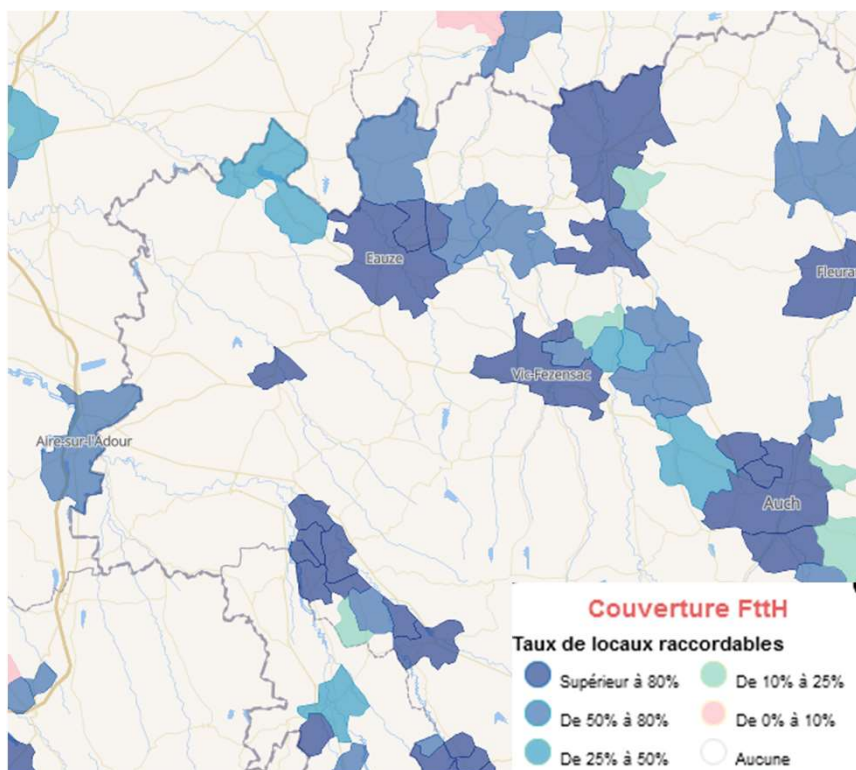 Eauze
Fleura
Vic-Fezensac
Aire-sur-l'Adour
Auch
Couverture FttH
Taux de locaux raccordables
Supérieur à 80%
De 10% à 25%
De 50% à 80%
De 0% à 10%
De 25% à 50%
Aucune